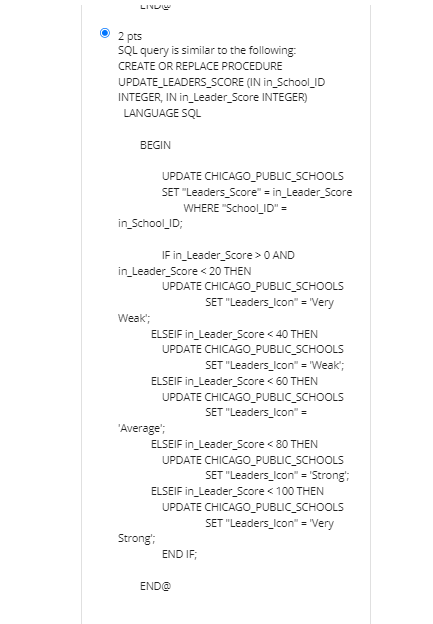 END@
2 pts
SQL query is similar to the following:
CREATE OR REPLACE PROCEDURE
UPDATE_LEADERS_SCORE (IN in_School_ID
INTEGER, IN in_Leader_Score INTEGER)
LANGUAGE SQL
BEGIN
UPDATE CHICAGO_PUBLIC_SCHOOLS
SET "Leaders_Score" = in_Leader_Score
WHERE "School_ID" =
in_School_ID;
IF in_Leader_Score > 0 AND
in_Leader_Score < 20 THEN
UPDATE CHICAGO_PUBLIC_SCHOOLS
SET "Leaders_Icon" = 'Very
Weak';
ELSEIF in_Leader_Score < 40 THEN
UPDATE CHICAGO_PUBLIC_SCHOOLS
SET "Leaders_Icon" = 'Weak';
ELSEIF in_Leader_Score < 60 THEN
UPDATE CHICAGO_PUBLIC_SCHOOLS
SET "Leaders_Icon" =
'Average';
ELSEIF in_Leader_Score < 80 THEN
UPDATE CHICAGO_PUBLIC_SCHOOLS
SET "Leaders_Icon" = 'Strong';
ELSEIF in_Leader_Score < 100 THEN
UPDATE CHICAGO_PUBLIC_SCHOOLS
SET "Leaders_Icon" = 'Very
Strong';
END IF;
END@